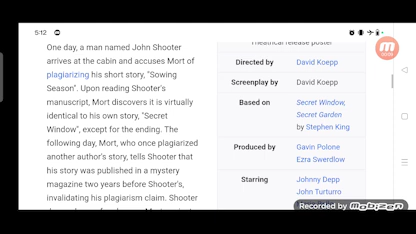 5:12
One day, a man named John Shooter
arrives at the cabin and accuses Mort of
plagiarizing his short story, "Sowing
Season". Upon reading Shooter's
manuscript, Mort discovers it is virtually
identical to his own story, "Secret
Window", except for the ending. The
following day, Mort, who once plagiarized
another author's story, tells Shooter that
his story was published in a mystery
magazine two years before Shooter's,
invalidating his plagiarism claim. Shooter
Theatrical release poster
Directed by David Koepp
Screenplay by David Koepp
Based on Secret Window,
Secret Garden
by Stephen King
Produced by Gavin Polone
Ezra Swerdlow
Starring Johnny Depp
John Turturro
Recorded by Mobizen